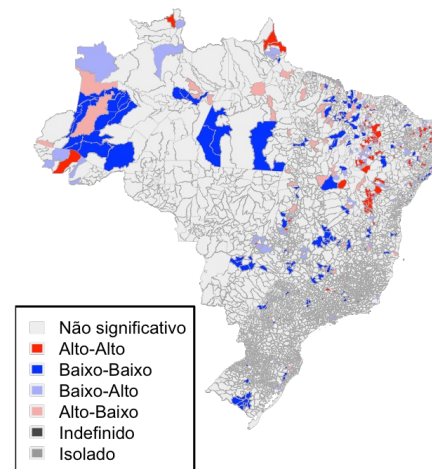 Não significativo
Alto-Alto
Baixo-Baixo
Baixo-Alto
Alto-Baixo
Indefinido
Isolado